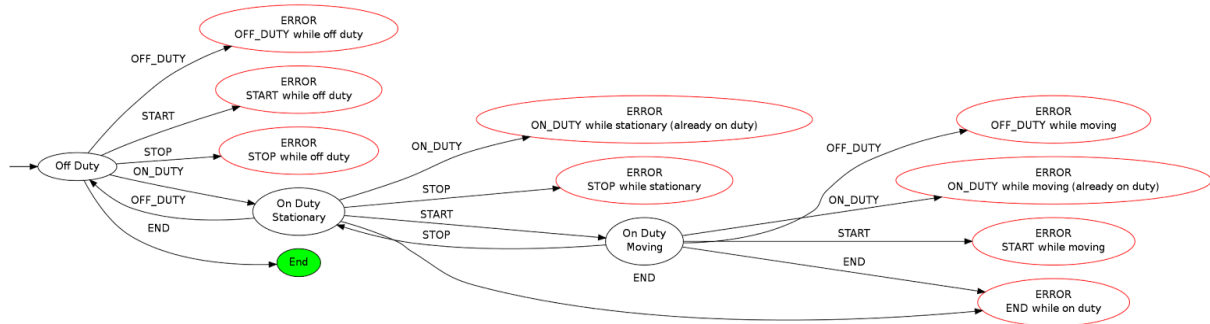 ERROR
OFF_DUTY while off duty
OFF_DUTY
ERROR
START while off duty
START
ERROR
STOP while off duty
STOP
Off Duty
ON_DUTY
OFF_DUTY
END
End
On Duty
Stationary
ERROR
ON_DUTY while stationary (already on duty)
ON_DUTY
ERROR
STOP while stationary
STOP
START
STOP
On Duty
Moving
END
ERROR
OFF_DUTY while moving
OFF_DUTY
ERROR
ON_DUTY while moving (already on duty)
ON_DUTY
START
ERROR
START while moving
END
ERROR
END while on duty